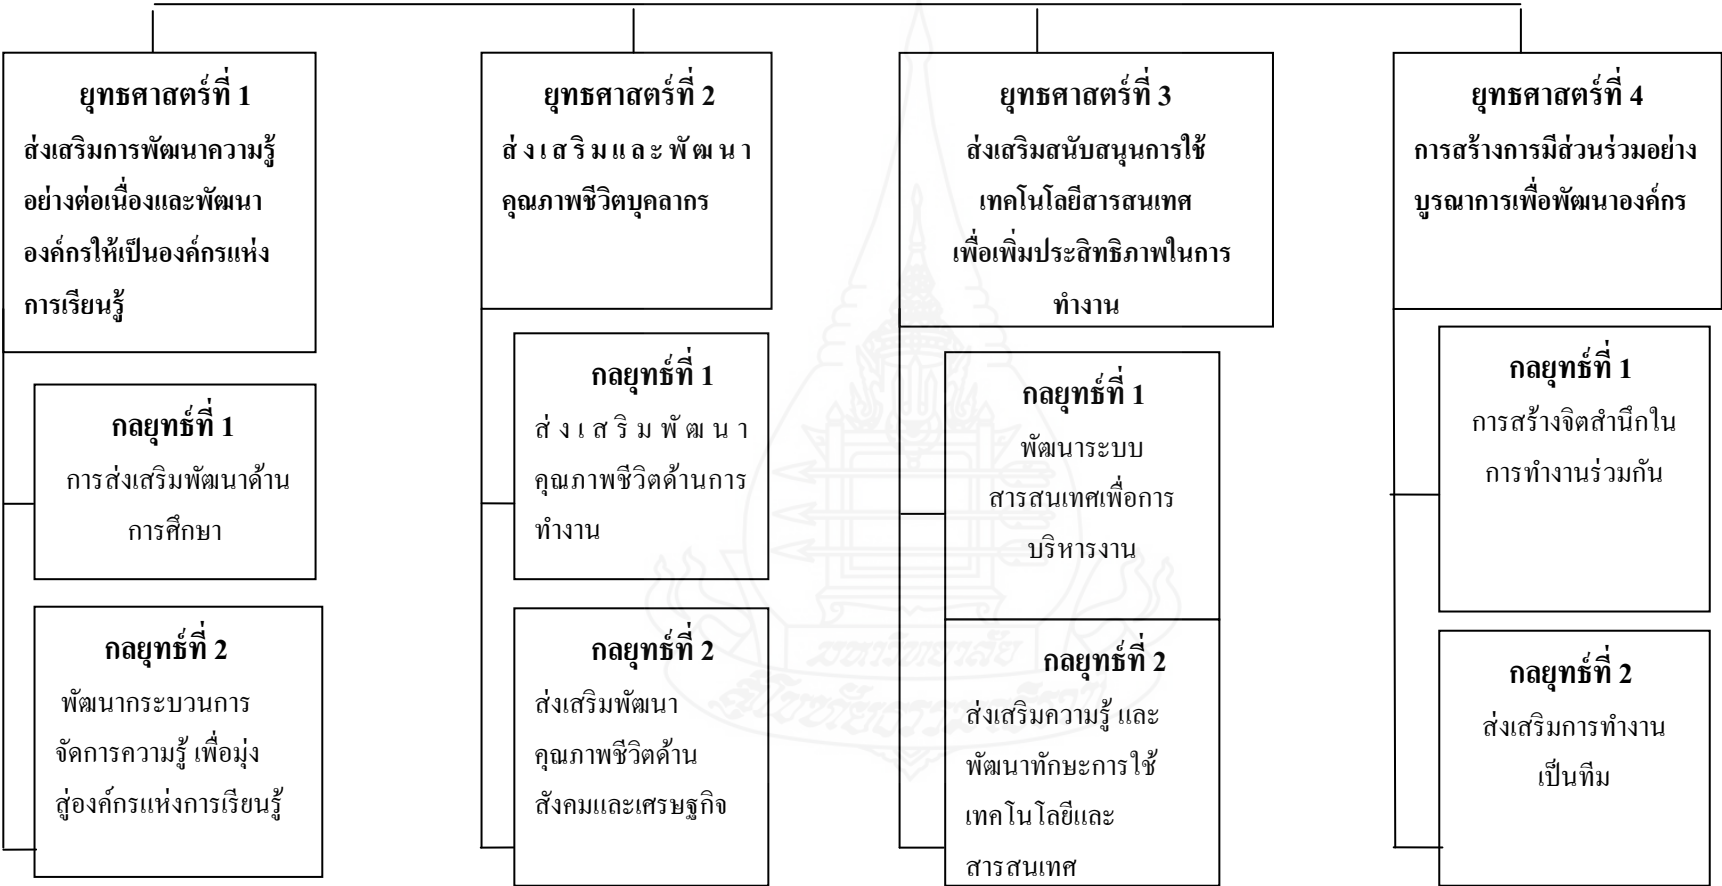 ยุทธศาสตร์ที่ 1
ส่งเสริมการพัฒนาความรู้
อย่างต่อเนื่องและพัฒนา
องค์กรให้เป็นองค์กรแห่ง
การเรียนรู้
กลยุทธ์ที่ 1
การส่งเสริมพัฒนาด้าน
การศึกษา
กลยุทธ์ที่ 2
พัฒนากระบวนการ
จัดการความรู้ เพื่อมุ่ง
สู่องค์กรแห่งการเรียนรู้
ยุทธศาสตร์ที่ 2
ส่งเสริมและพัฒนา
คุณภาพชีวิตบุคลากร
กลยุทธ์ที่ 1
ส่งเสริมพัฒนา
คุณภาพชีวิตด้านการ
ทำงาน
กลยุทธ์ที่ 2
ส่งเสริมพัฒนา
คุณภาพชีวิตด้าน
สังคมและเศรษฐกิจ
ยุทธศาสตร์ที่ 3
ส่งเสริมสนับสนุนการใช้
เทคโนโลยีสารสนเทศ
เพื่อเพิ่มประสิทธิภาพในการ
ทำงาน
กลยุทธ์ที่ 1
พัฒนาระบบ
สารสนเทศเพื่อการ
บริหารงาน
กลยุทธ์ที่ 2
ส่งเสริมความรู้ และ
พัฒนาทักษะการใช้
เทคโนโลยีและ
สารสนเทศ
ยุทธศาสตร์ที่ 4
การสร้างการมีส่วนร่วมอย่าง
บูรณาการเพื่อพัฒนาองค์กร
กลยุทธ์ที่ 1
การสร้างจิตสำนึกใน
การทำงานร่วมกัน
กลยุทธ์ที่ 2
ส่งเสริมการทำงาน
เป็นทีม
มหาวิทยาลัย
สุโขทัยธรรมาธิราช